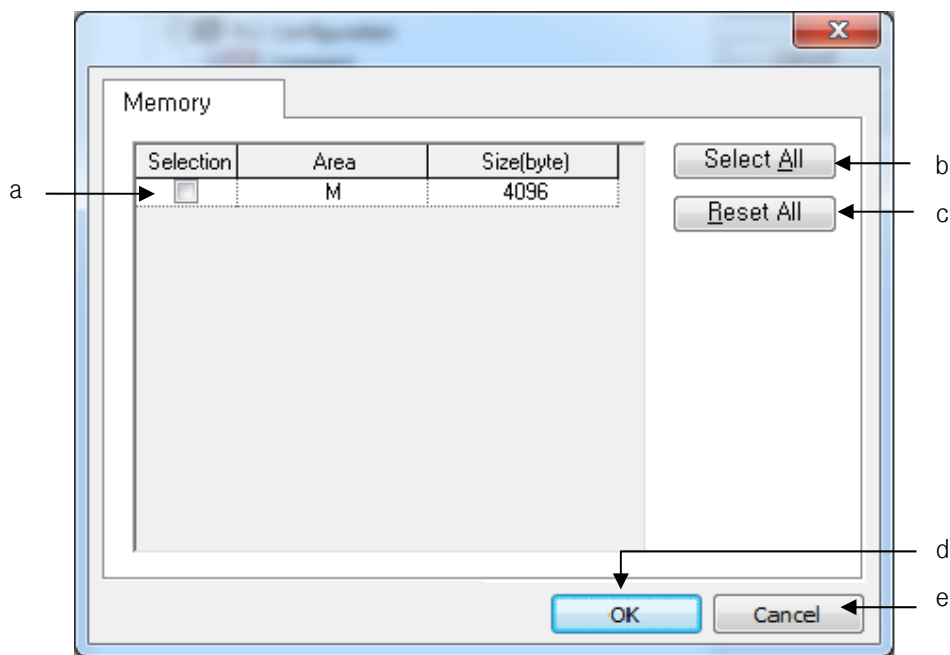 Memory
Selection Area Size(byte)
a
M 4096
Select All
b
Reset All
c
d
OK Cancel
e